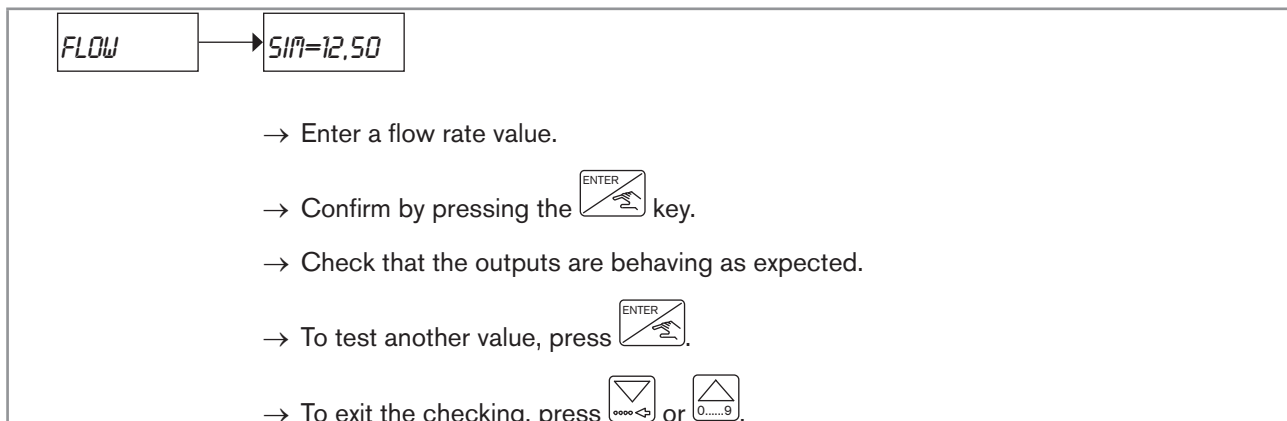 FLOW SIM=12,50
→ Enter a flow rate value.
→ Confirm by pressing the ENTER key.
→ Check that the outputs are behaving as expected.
→ To test another value, press ENTER.
→ To exit the checking, press or 0......9.